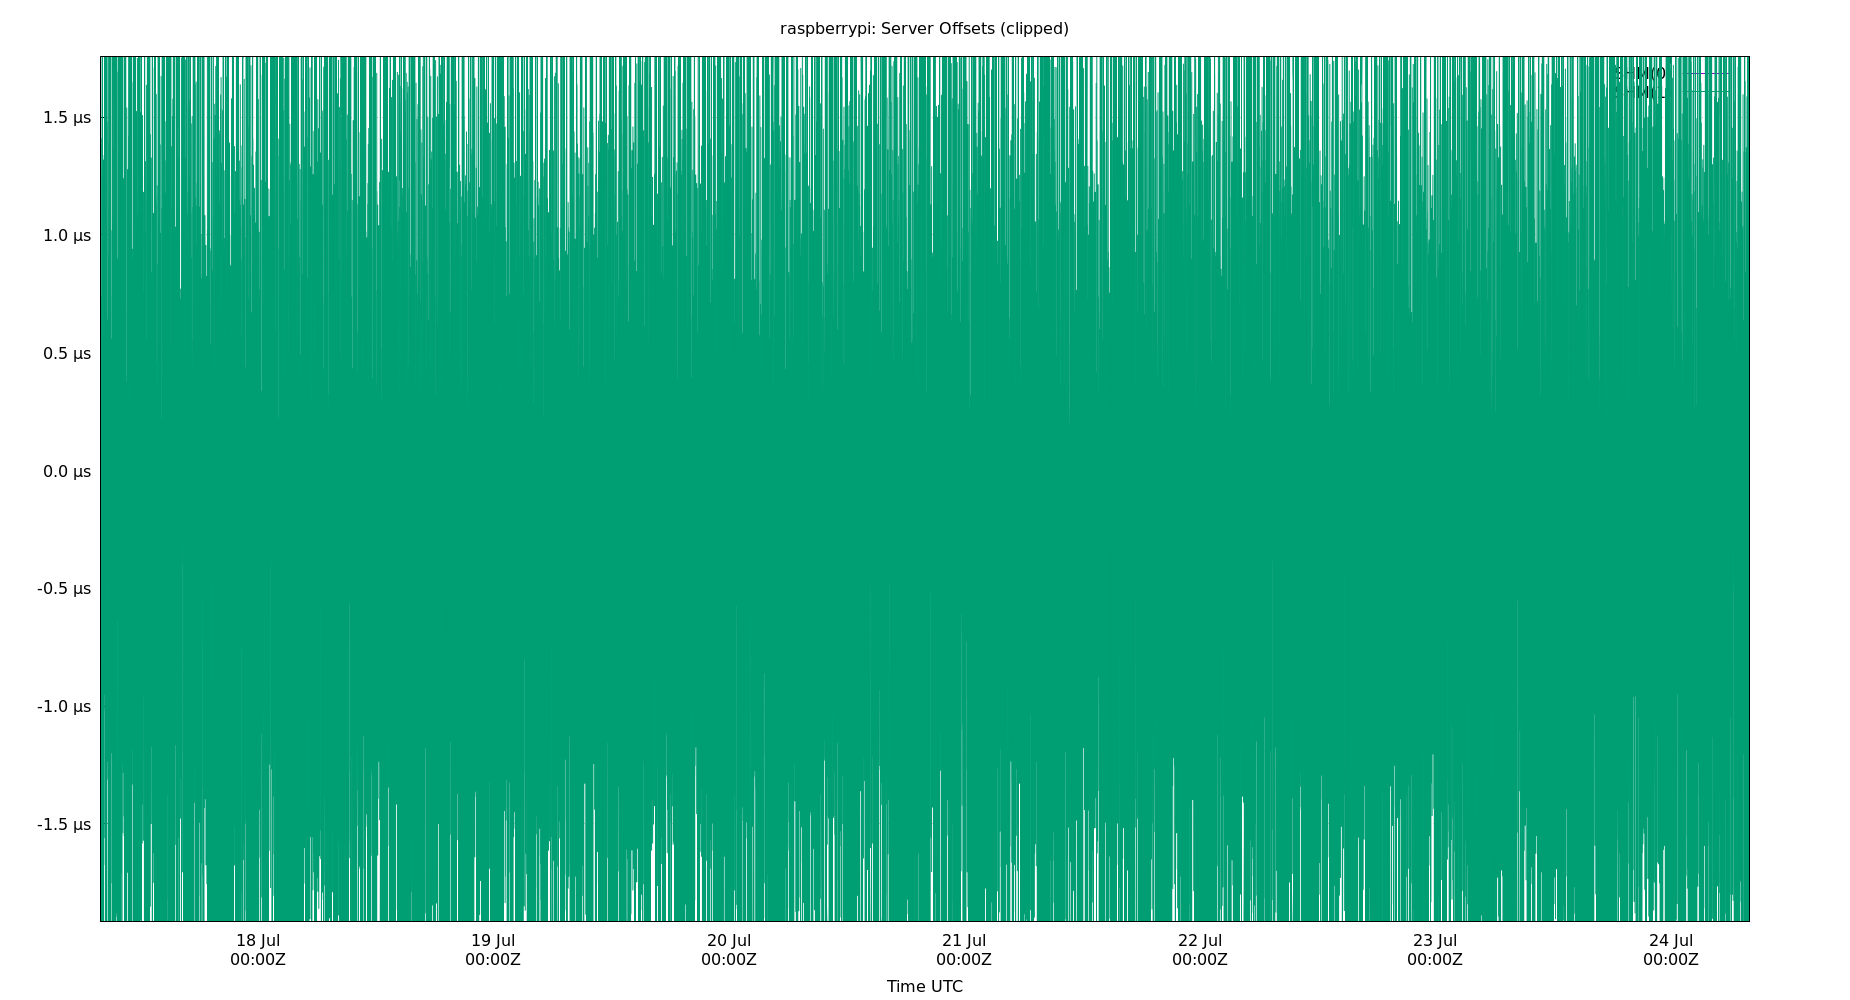 raspberrypi: Server Offsets (clipped)
1.5 µs
1.0 µs
0.5 µs
0.0 µs
-0.5 µs
-1.0 µs
-1.5 µs
18 Jul 19 Jul 20 Jul 21 Jul 22 Jul 23 Jul 24 Jul
00:00Z 00:00Z 00:00Z 00:00Z 00:00Z 00:00Z 00:00Z
Time UTC